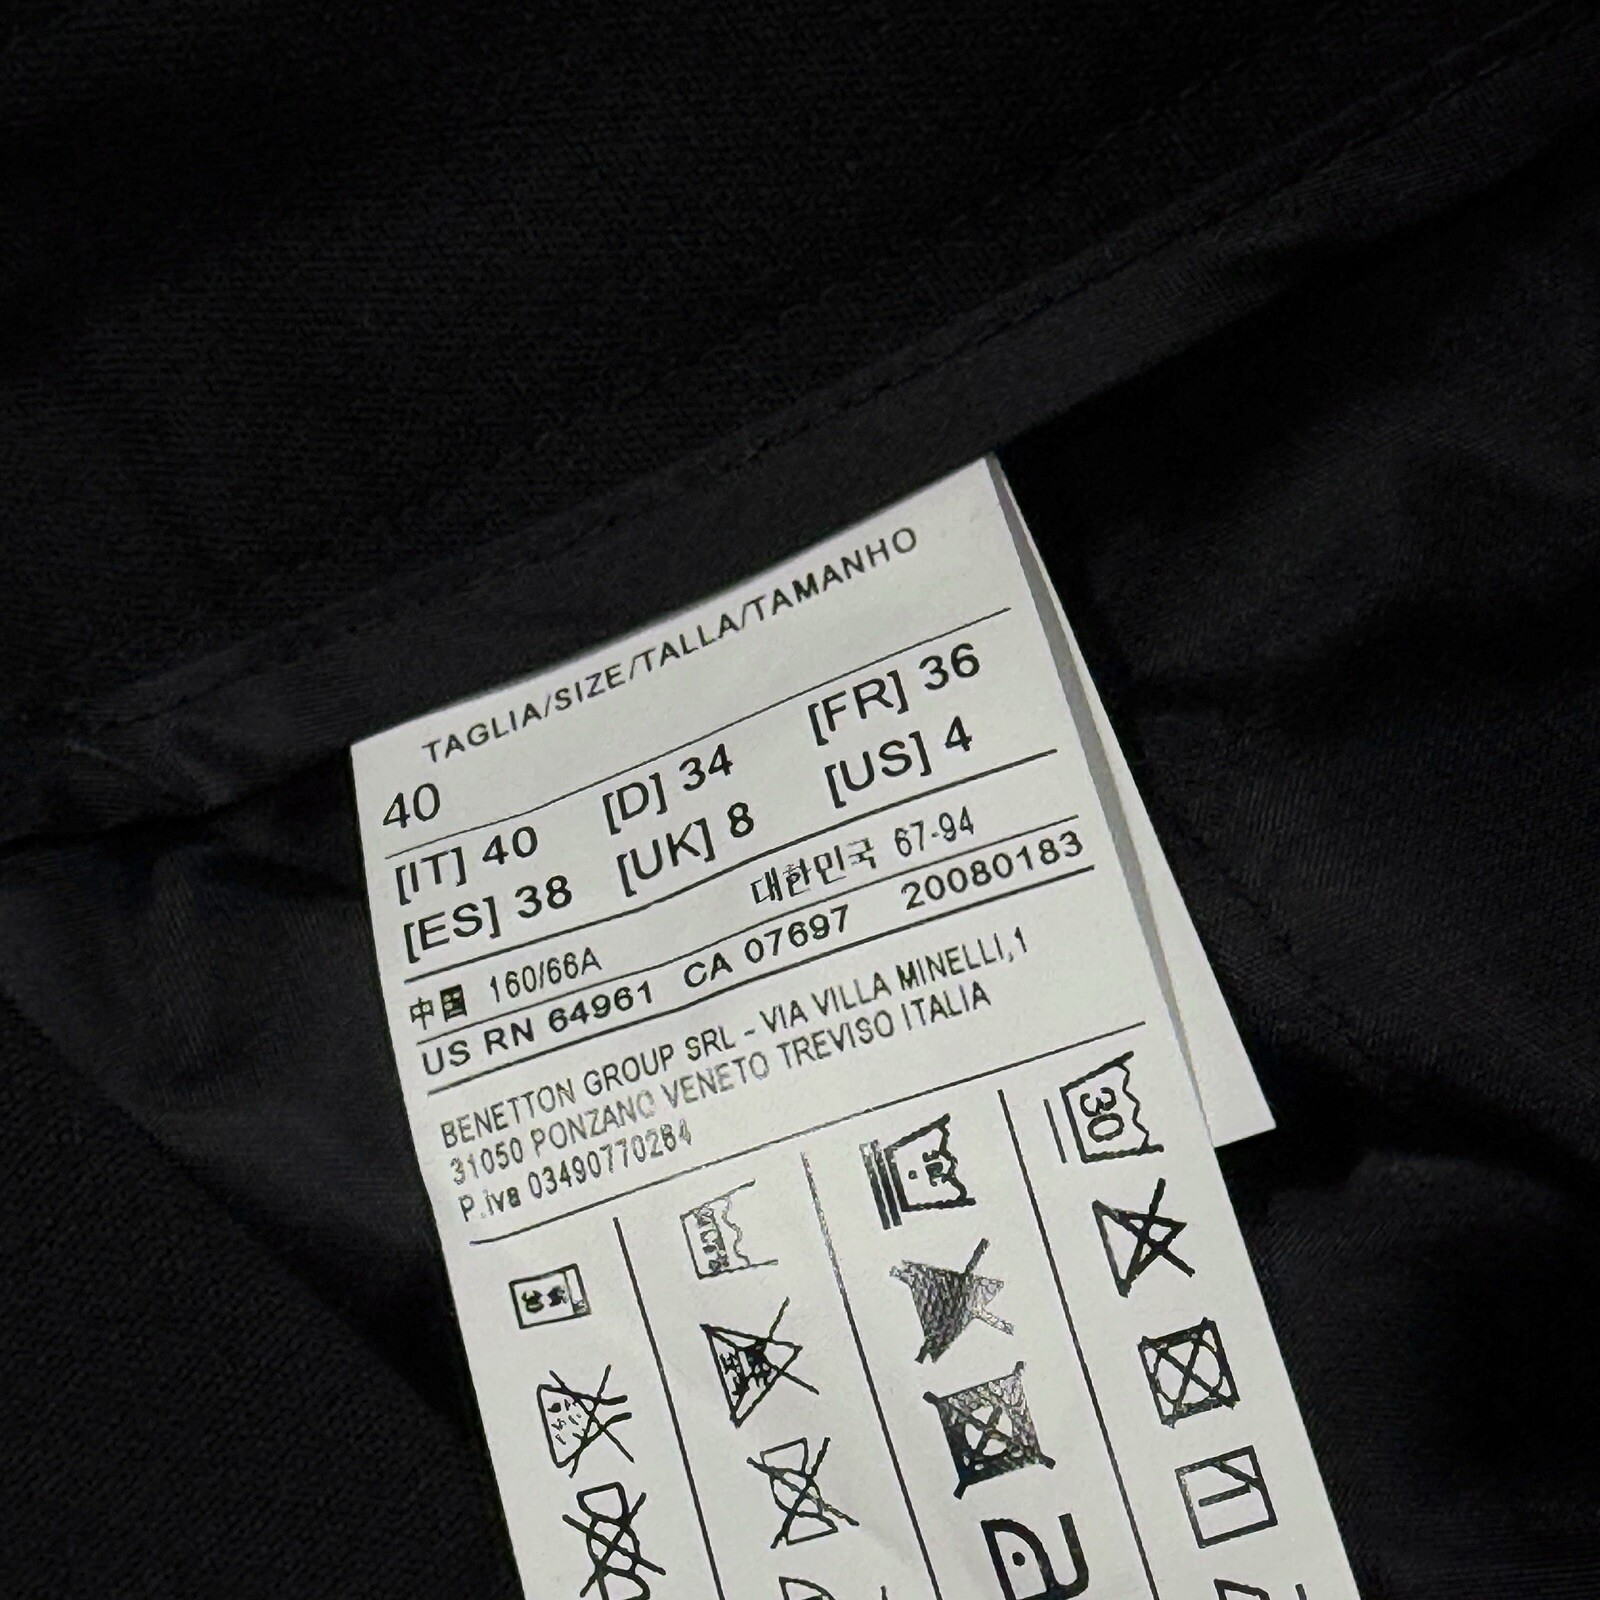 TAGLIA/SIZE/TALLA/TAMANHO
40
[IT] 40 [D] 34 [FR] 36
[ES] 38 [UK] 8 [US] 4
中国 160/66A 대한민국 67-94
US RN 64961 CA 07697 20080183
BENETTON GROUP SRL - VIA VILLA MINELLI,1
31050 PONZANO VENETO TREVISO ITALIA
P.iva 03490770264
30